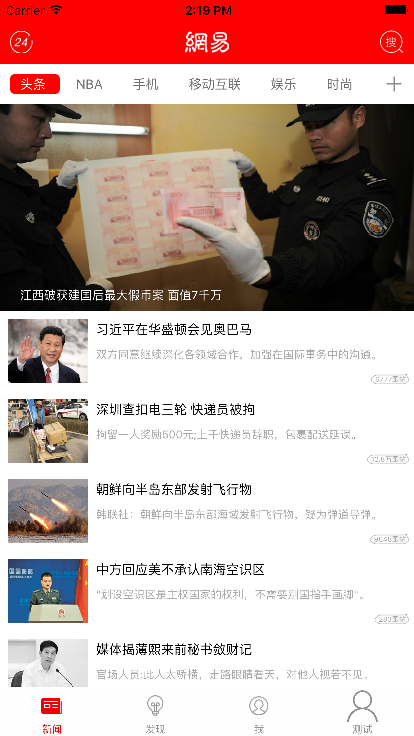 Carrier 2:19 PM
24 網易 搜
头条 NBA 手机 移动互联 娱乐 时尚
江西破获建国后最大假币案 面值7千万
习近平在华盛顿会见奥巴马
双方同意继续深化各领域合作，加强在国际事务中的沟通。
6777跟帖
深圳查扣电三轮 快递员被拘
拘留一人奖励500元;上千快递员辞职，包裹配送延误。
12.8万跟帖
朝鲜向半岛东部发射飞行物
韩联社：朝鲜向半岛东部海域发射飞行物，疑为弹道导弹。
9648跟帖
中方回应美不承认南海空识区
"划设空识区是主权国家的权利，不需要别国指手画脚"。
283跟帖
媒体揭薄熙来前秘书敛财记
官场人员:此人太骄横，走路眼睛看天，对他人视若不见。
新闻 发现 我 测试